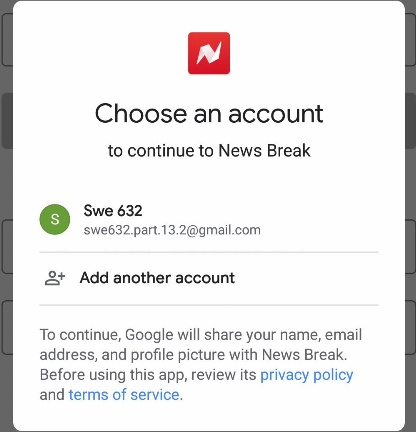 Choose an account
to continue to News Break
S
Swe 632
swe632.part.13.2@gmail.com
Add another account
To continue, Google will share your name, email
address, and profile picture with News Break.
Before using this app, review its privacy policy
and terms of service.